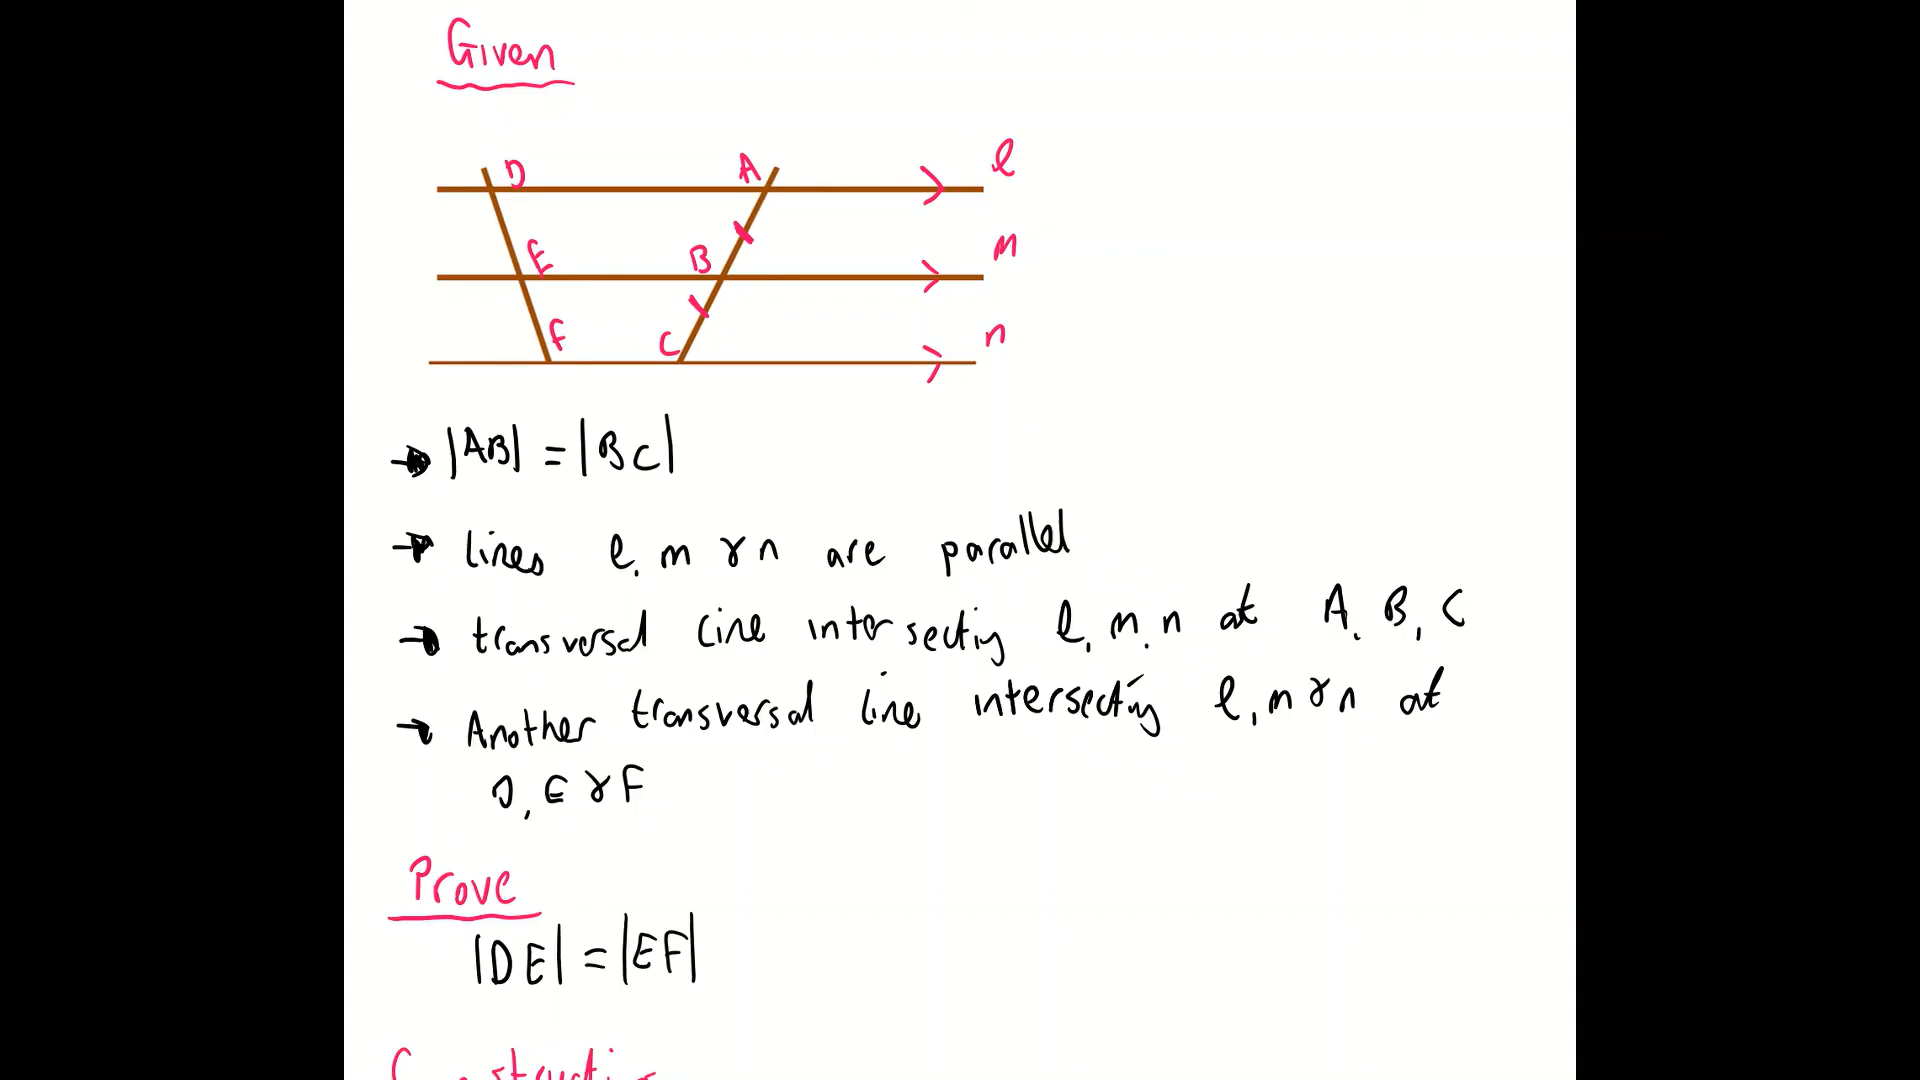 Given
D A l
E B m
F C n
|AB| = |BC|
lines l, m & n are parallel
transversal line intersecting l, m, n at A, B, C
Another transversal line intersecting l, m & n at
D, E & F
Prove
|DE| = |EF|